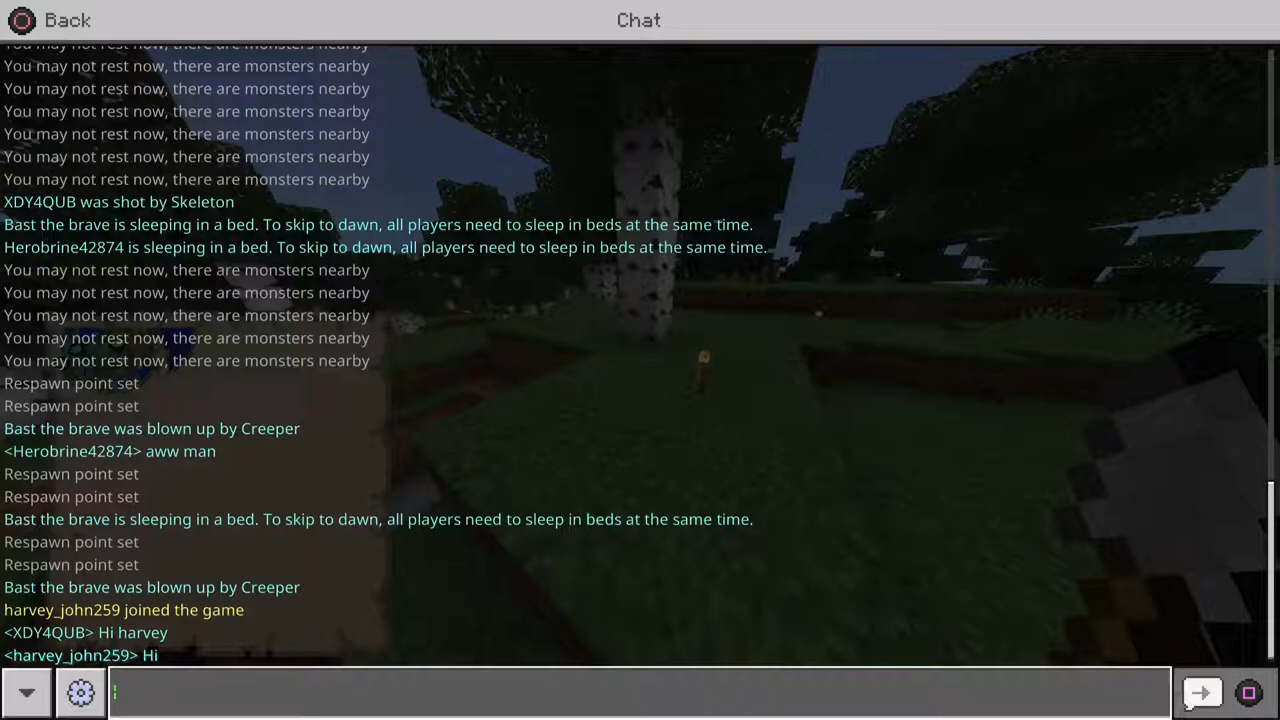 Back
Chat
You may not rest now, there are monsters nearby
You may not rest now, there are monsters nearby
You may not rest now, there are monsters nearby
You may not rest now, there are monsters nearby
You may not rest now, there are monsters nearby
You may not rest now, there are monsters nearby
You may not rest now, there are monsters nearby
XDY4QUB was shot by Skeleton
Bast the brave is sleeping in a bed. To skip to dawn, all players need to sleep in beds at the same time.
Herobrine42874 is sleeping in a bed. To skip to dawn, all players need to sleep in beds at the same time.
You may not rest now, there are monsters nearby
You may not rest now, there are monsters nearby
You may not rest now, there are monsters nearby
You may not rest now, there are monsters nearby
You may not rest now, there are monsters nearby
Respawn point set
Respawn point set
Bast the brave was blown up by Creeper
<Herobrine42874> aww man
Respawn point set
Respawn point set
Bast the brave is sleeping in a bed. To skip to dawn, all players need to sleep in beds at the same time.
Respawn point set
Respawn point set
Bast the brave was blown up by Creeper
harvey_john259 joined the game
<XDY4QUB> Hi harvey
<harvey_john259> Hi